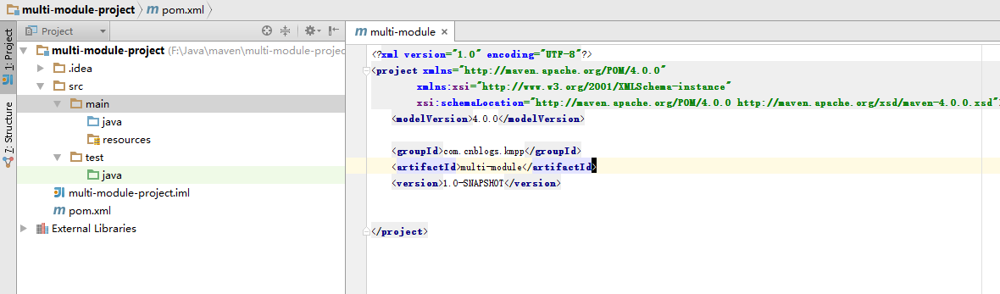 multi-module-project
pom.xml
1: Project
7: Structure
Project
multi-module-project (F:\Java\maven\multi-module-projec
.idea
src
main
java
resources
test
java
multi-module-project.iml
pom.xml
External Libraries
multi-module
<?xml version="1.0" encoding="UTF-8"?>
<project xmlns="http://maven.apache.org/POM/4.0.0"
xmlns:xsi="http://www.w3.org/2001/XMLSchema-instance"
xsi:schemaLocation="http://maven.apache.org/POM/4.0.0 http://maven.apache.org/xsd/maven-4.0.0.xsd"
<modelVersion>4.0.0</modelVersion>
<groupId>com.cnblogs.kmpp</groupId>
<artifactId>multi-module</artifactId>
<version>1.0-SNAPSHOT</version>
</project>